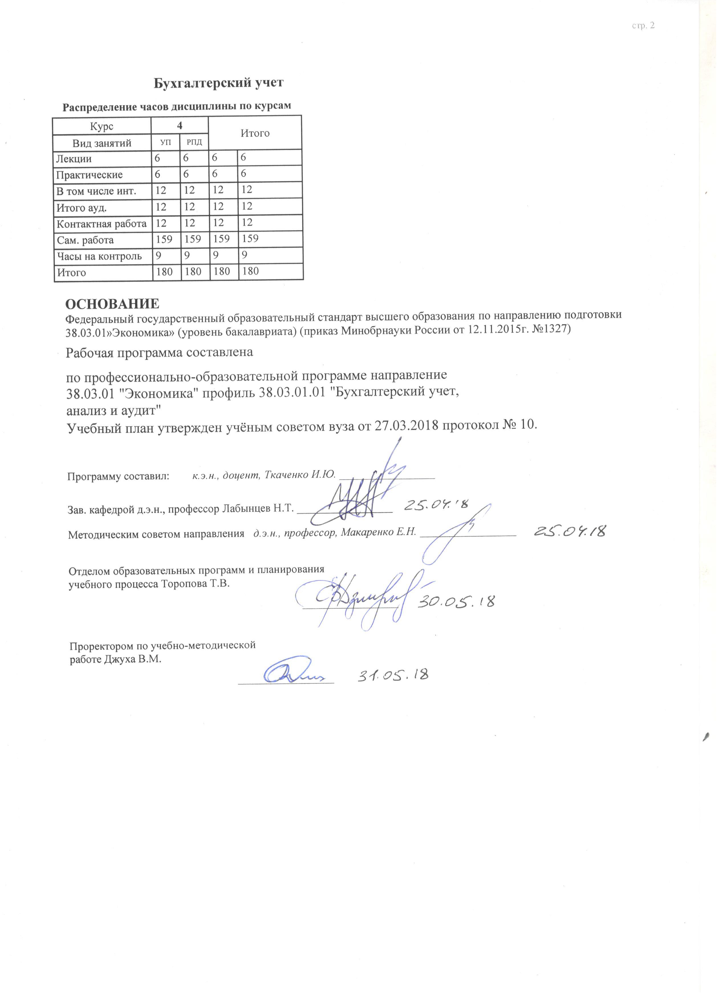 стр. 2
Бухгалтерский учет
Распределение часов дисциплины по курсам
Курс 4 Итого
Вид занятий УП РПД
Лекции 6 6 6 6
Практические 6 6 6 6
В том числе инт. 12 12 12 12
Итого ауд. 12 12 12 12
Контактная работа 12 12 12 12
Сам. работа 159 159 159 159
Часы на контроль 9 9 9 9
Итого 180 180 180 180
ОСНОВАНИЕ
Федеральный государственный образовательный стандарт высшего образования по направлению подготовки
38.03.01»Экономика» (уровень бакалавриата) (приказ Минобрнауки России от 12.11.2015г. №1327)
Рабочая программа составлена
по профессионально-образовательной программе направление
38.03.01 "Экономика" профиль 38.03.01.01 "Бухгалтерский учет,
анализ и аудит"
Учебный план утвержден учёным советом вуза от 27.03.2018 протокол № 10.
Программу составил: к.э.н., доцент, Ткаченко И.Ю.
Зав. кафедрой д.э.н., профессор Лабынцев Н.Т. 25.04.18
Методическим советом направления д.э.н., профессор, Макаренко Е.Н. 25.04.18
Отделом образовательных программ и планирования
учебного процесса Торопова Т.В.
30.05.18
Проректором по учебно-методической
работе Джуха В.М.
31.05.18